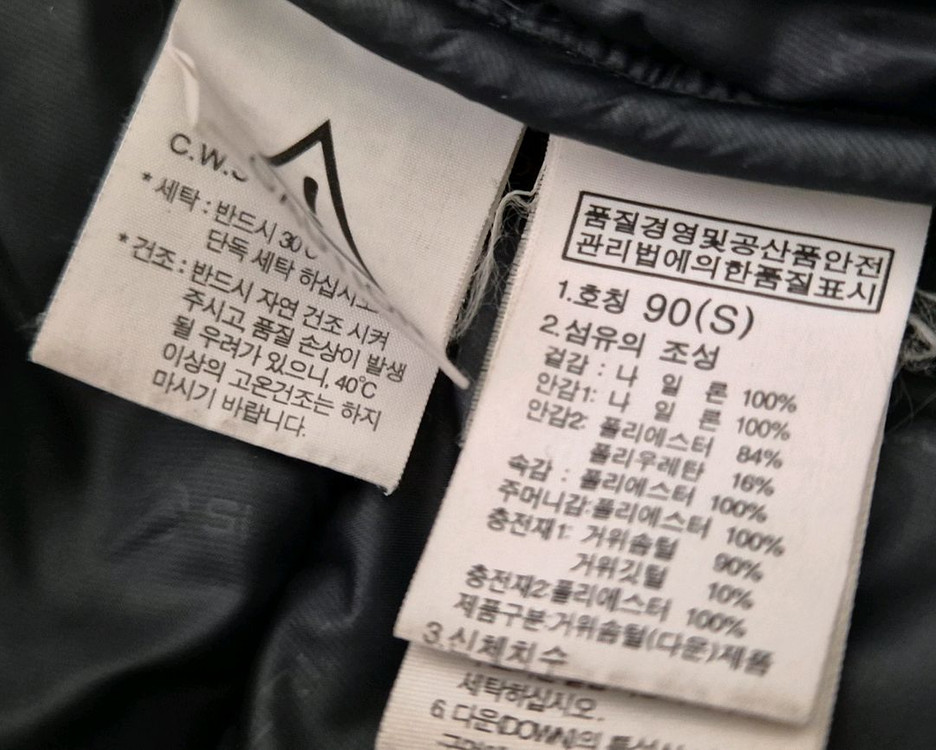 C.W.S
* 세탁 : 반드시 30
단독 세탁 하십시오
* 건조 : 반드시 자연 건조 시켜
주시고, 품질 손상이 발생
될 우려가 있으니, 40℃
이상의 고온건조는 하지
마시기 바랍니다.
품질경영및공산품안전
관리법에의한품질표시
1.호칭 90(S)
2.섬유의 조성
겉감 : 나 일 론 100%
안감1: 나 일 론 100%
안감2: 폴리에스터 84%
폴리우레탄 16%
속감 : 폴리에스터 100%
주머니감:폴리에스터 100%
충전재1: 거위솜털 90%
거위깃털 10%
충전재2:폴리에스터 100%
제품구분:거위솜털(다운)제품
3.신체치수
세탁하십시오.
6.다운(DOWN)의